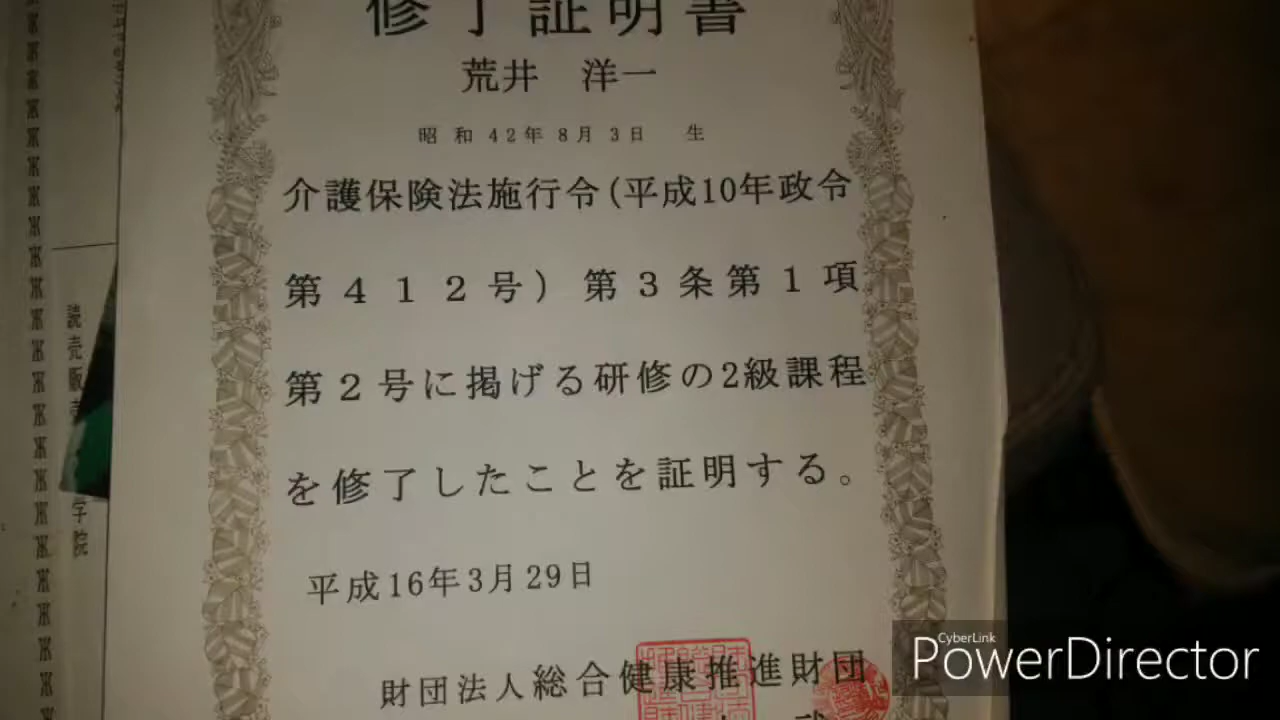 修了証明書
荒井 洋一
昭和42年8月3日 生
介護保険法施行令(平成10年政令
第412号)第3条第1項
第2号に掲げる研修の2級課程
を修了したことを証明する。
平成16年3月29日
財団法人総合健康推進財団
読売
学院
CyberLink
PowerDirector